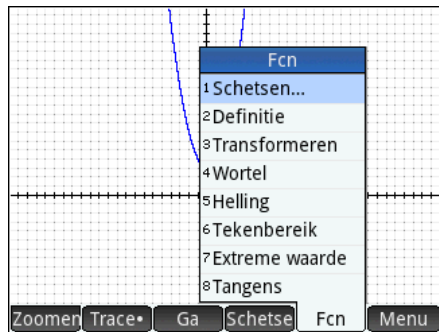 Fcn
1 Schetsen...
2 Definitie
3 Transformeren
4 Wortel
5 Helling
6 Tekenbereik
7 Extreme waarde
8 Tangens
Zoomen Trace• Ga Schetse Fcn Menu